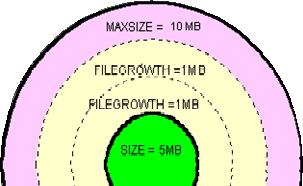 MAXSIZE = 10MB
FILEGROWTH =1MB
FILEGROWTH =1MB
SIZE = 5MB